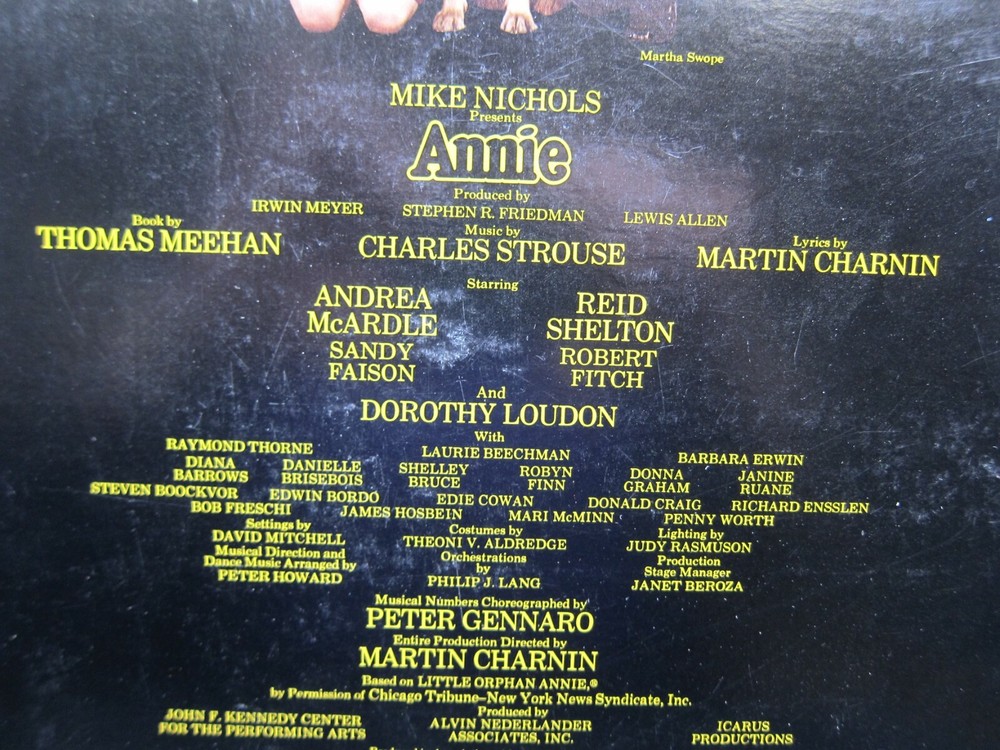 Martha Swope
MIKE NICHOLS
Presents
Annie
Produced by
IRWIN MEYER STEPHEN R. FRIEDMAN LEWIS ALLEN
Book by Music by Lyrics by
THOMAS MEEHAN CHARLES STROUSE MARTIN CHARNIN
Starring
ANDREA REID
McARDLE SHELTON
SANDY ROBERT
FAISON FITCH
And
DOROTHY LOUDON
With
RAYMOND THORNE LAURIE BEECHMAN BARBARA ERWIN
DIANA DANIELLE SHELLEY ROBYN DONNA JANINE
BARROWS BRISEBOIS BRUCE FINN GRAHAM RUANE
STEVEN BOOCKVOR EDWIN BORDO EDIE COWAN DONALD CRAIG RICHARD ENSSLEN
BOB FRESCHI JAMES HOSBEIN MARI McMINN PENNY WORTH
Settings by Costumes by Lighting by
DAVID MITCHELL THEONI V. ALDREDGE JUDY RASMUSON
Musical Direction and Orchestrations Production
Dance Music Arranged by by Stage Manager
PETER HOWARD PHILIP J. LANG JANET BEROZA
Musical Numbers Choreographed by
PETER GENNARO
Entire Production Directed by
MARTIN CHARNIN
Based on LITTLE ORPHAN ANNIE,®
by Permission of Chicago Tribune–New York News Syndicate, Inc.
Produced by
JOHN F. KENNEDY CENTER ALVIN NEDERLANDER ICARUS
FOR THE PERFORMING ARTS ASSOCIATES, INC. PRODUCTIONS